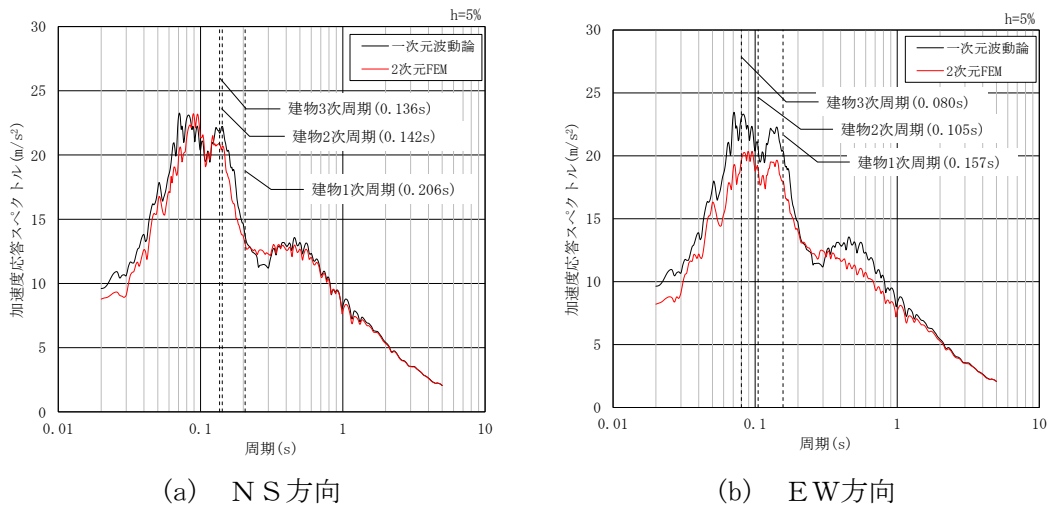 h=5%
30
25
20
15
10
5
0
加速度応答スペクトル(m/s²)
一次元波動論
2次元FEM
建物3次周期(0.136s)
建物2次周期(0.142s)
建物1次周期(0.206s)
0.01
0.1
1
10
周期(s)
(a) NS方向
h=5%
30
25
20
15
10
5
0
加速度応答スペクトル(m/s²)
一次元波動論
2次元FEM
建物3次周期(0.080s)
建物2次周期(0.105s)
建物1次周期(0.157s)
0.01
0.1
1
10
周期(s)
(b) EW方向